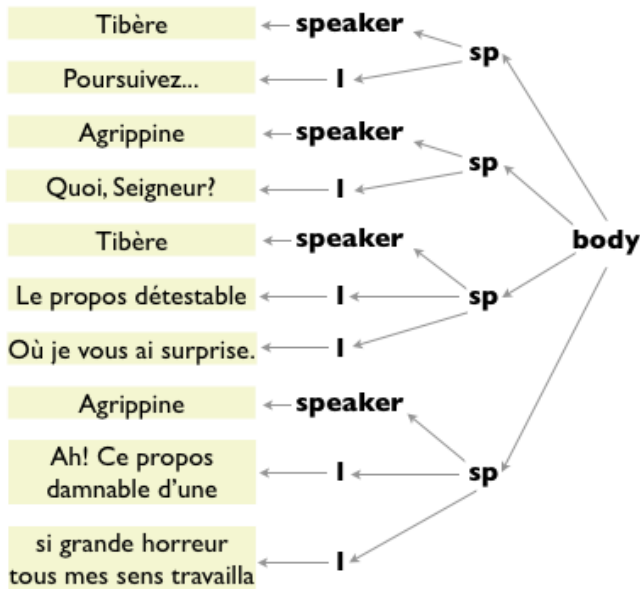 Tibère speaker
sp
Poursuivez... l
Agrippine speaker
sp
Quoi, Seigneur? l
Tibère speaker
body
Le propos détestable l sp
Où je vous ai surprise. l
Agrippine speaker
Ah! Ce propos
damnable d'une
l sp
si grande horreur
tous mes sens travailla
l